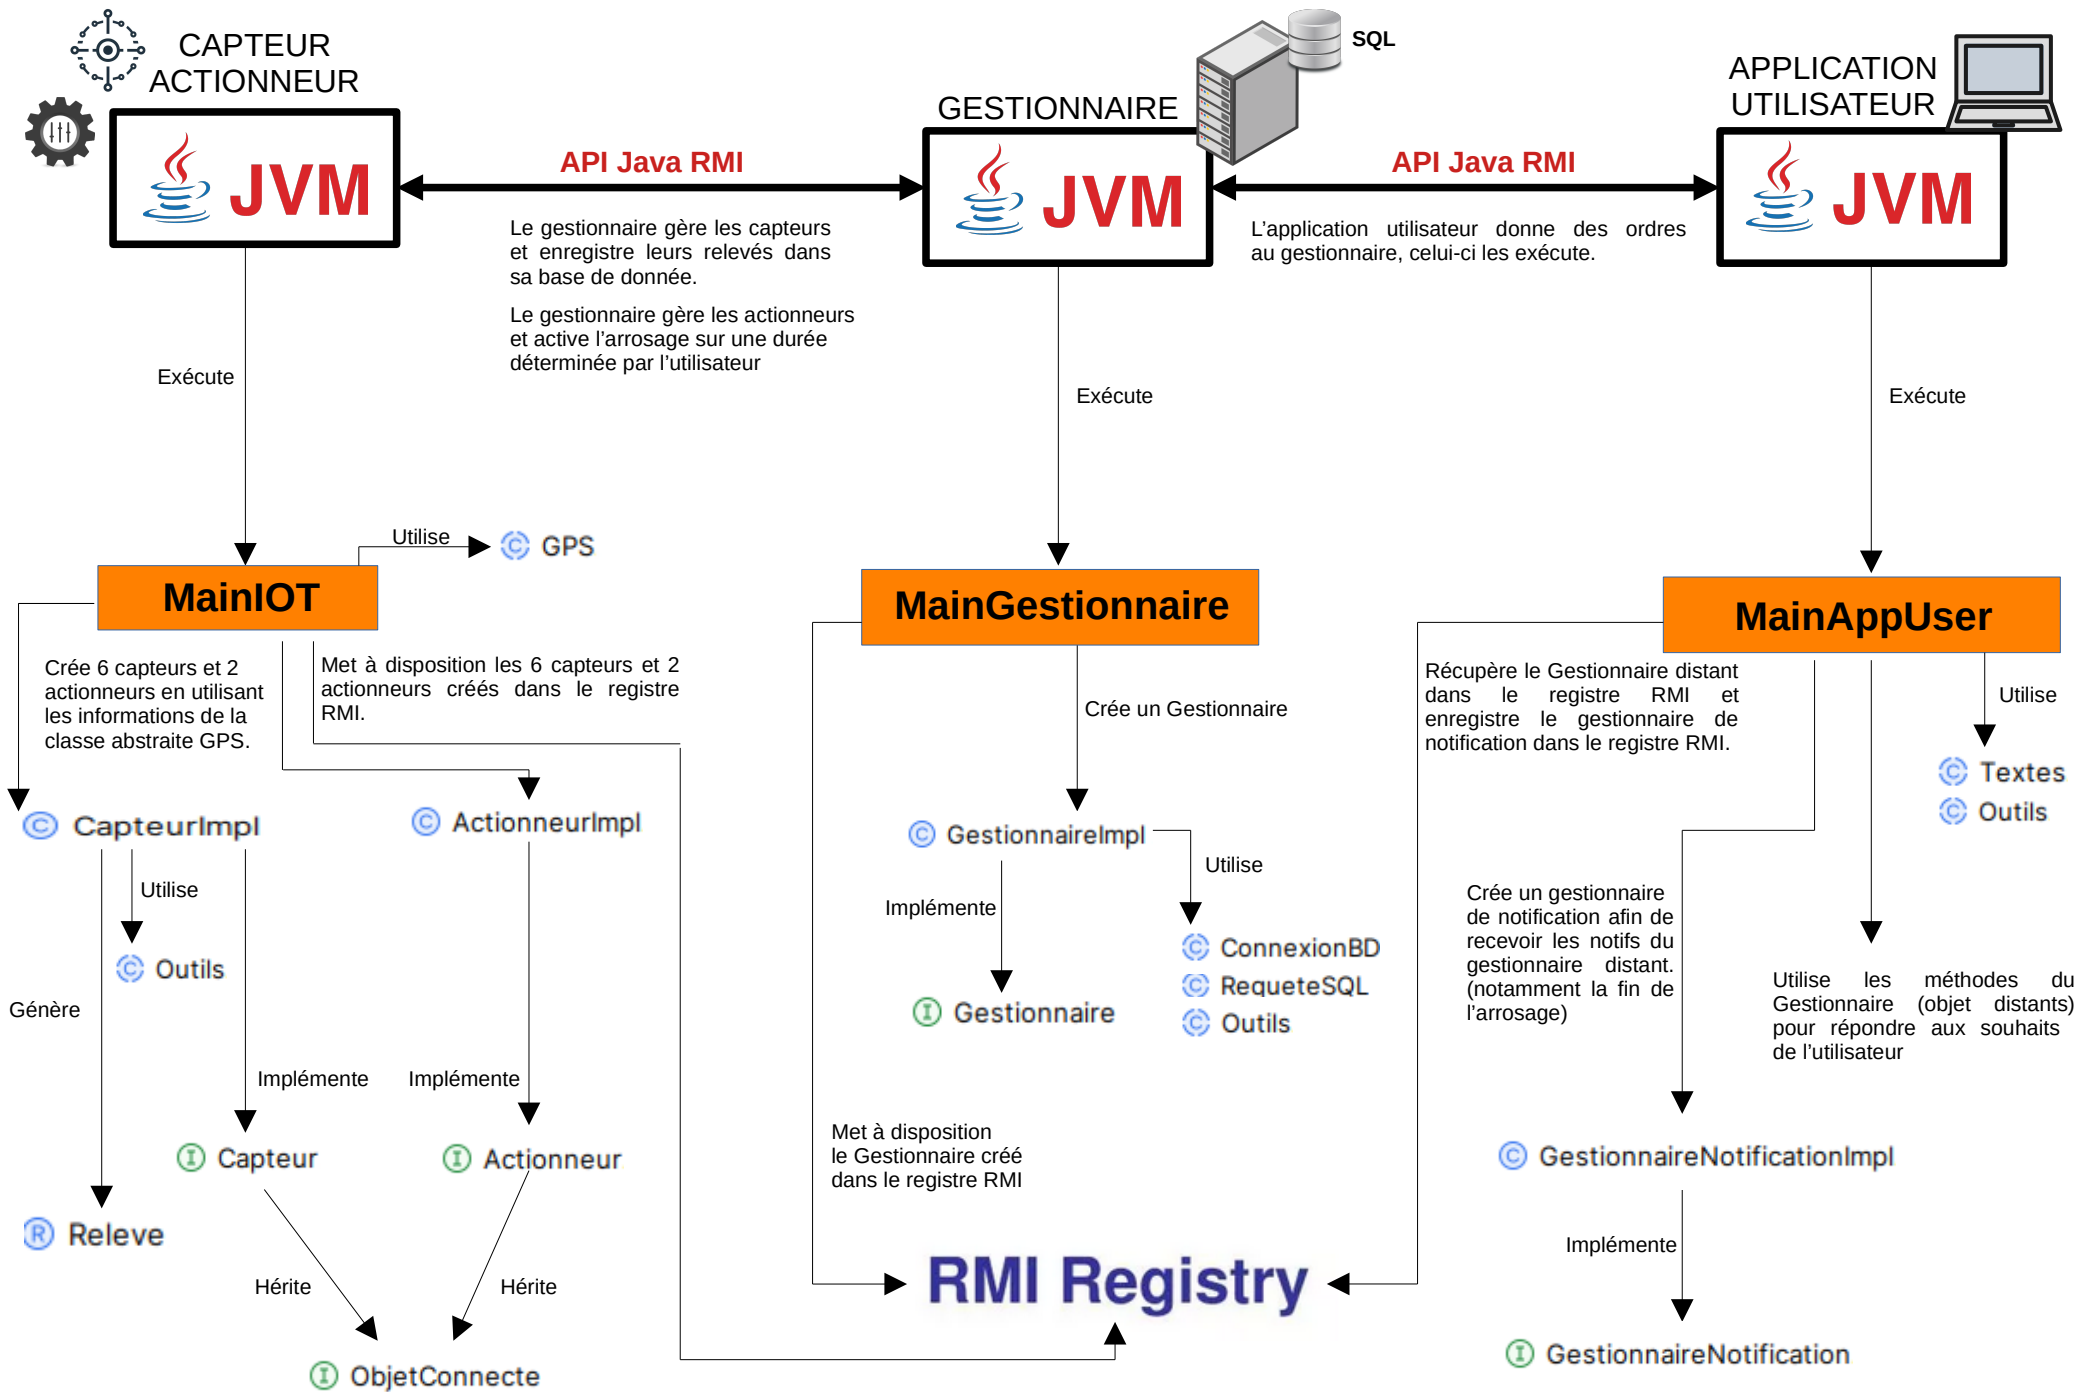 CAPTEUR
ACTIONNEUR
JVM
API Java RMI
Le gestionnaire gère les capteurs
et enregistre leurs relevés dans
sa base de donnée.
Le gestionnaire gère les actionneurs
et active l’arrosage sur une durée
déterminée par l’utilisateur
GESTIONNAIRE
SQL
JVM
API Java RMI
L’application utilisateur donne des ordres
au gestionnaire, celui-ci les exécute.
APPLICATION
UTILISATEUR
JVM
Exécute
Exécute
Exécute
MainIOT
Utilise
C GPS
Crée 6 capteurs et 2
actionneurs en utilisant
les informations de la
classe abstraite GPS.
Met à disposition les 6 capteurs et 2
actionneurs créés dans le registre
RMI.
C CapteurImpl
C ActionneurImpl
Utilise
C Outils
Génère
Implémente
Implémente
I Capteur
I Actionneur
R Releve
Hérite
Hérite
I ObjetConnecte
MainGestionnaire
Crée un Gestionnaire
C GestionnaireImpl
Utilise
Implémente
C ConnexionBD
C RequeteSQL
C Outils
I Gestionnaire
Met à disposition
le Gestionnaire créé
dans le registre RMI
RMI Registry
MainAppUser
Récupère le Gestionnaire distant
dans le registre RMI et
enregistre le gestionnaire de
notification dans le registre RMI.
Utilise
C Textes
C Outils
Crée un gestionnaire
de notification afin de
recevoir les notifs du
gestionnaire distant.
(notamment la fin de
l’arrosage)
Utilise les méthodes du
Gestionnaire (objet distants)
pour répondre aux souhaits
de l’utilisateur
C GestionnaireNotificationImpl
Implémente
I GestionnaireNotification